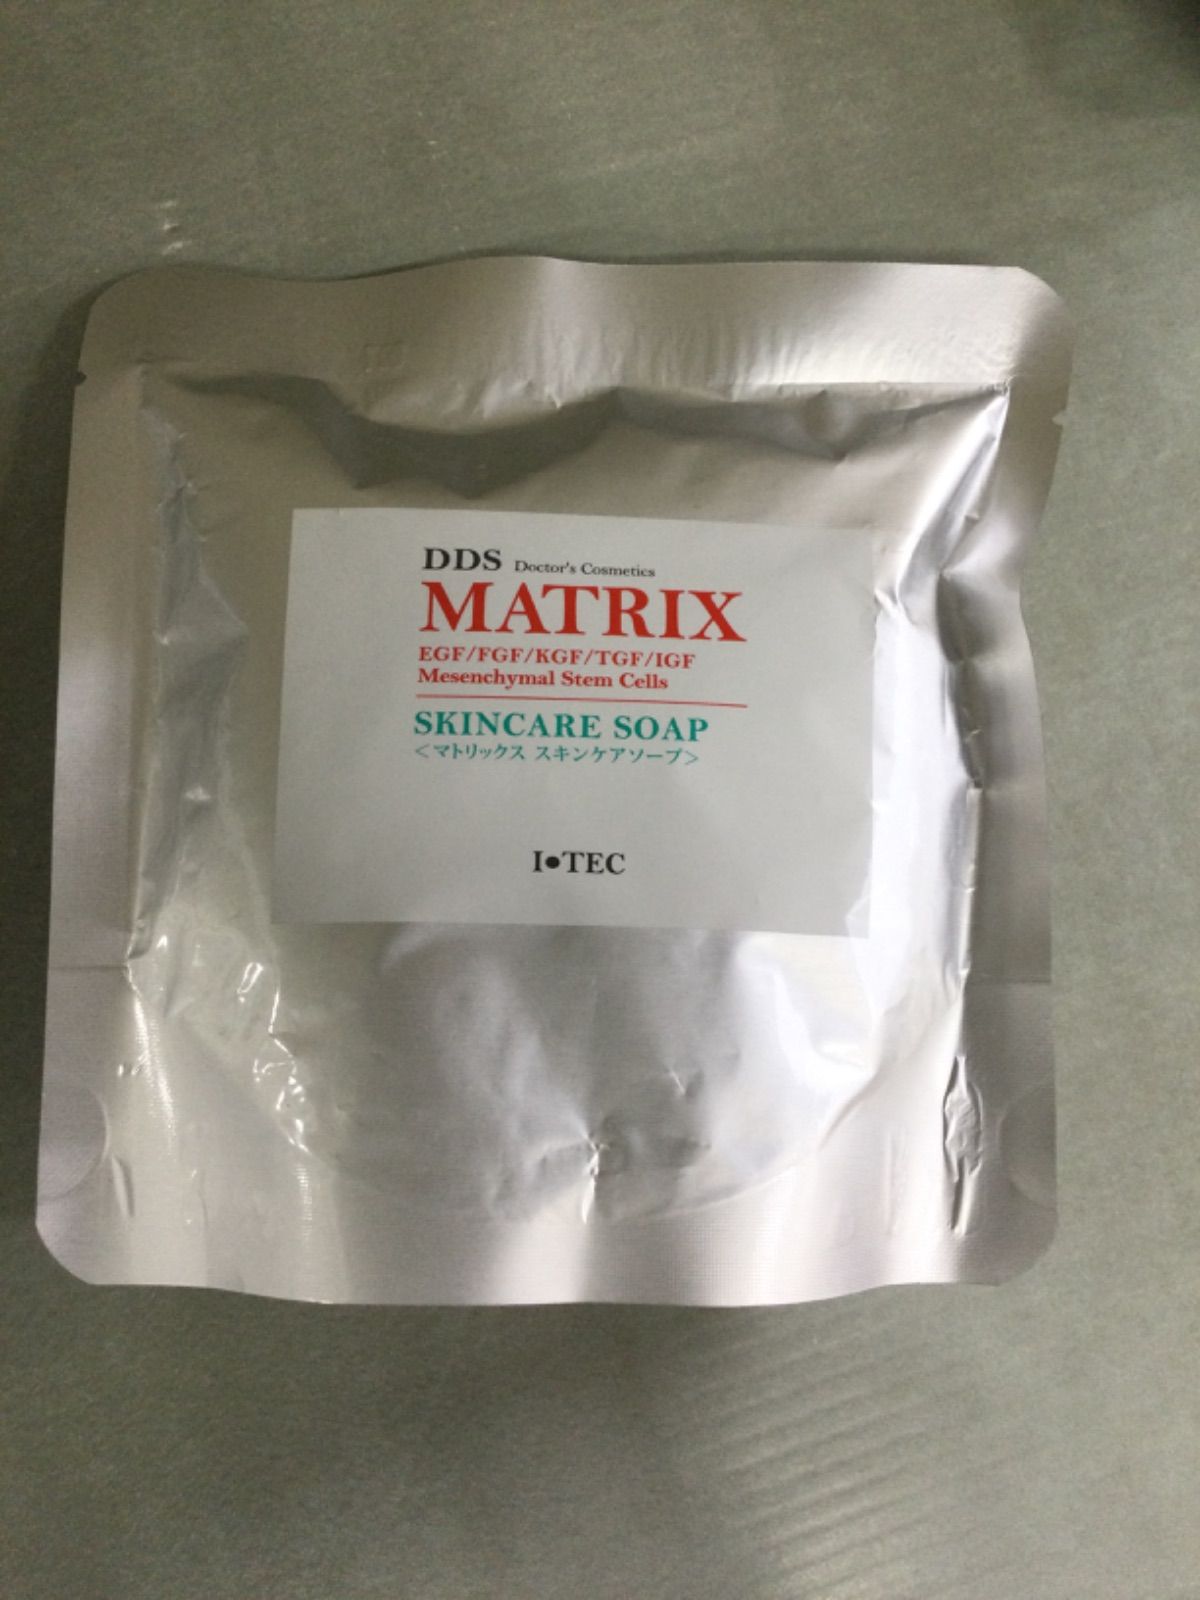 DDS Doctor's Cosmetics
MATRIX
EGF/FGF/KGF/TGF/IGF
Mesenchymal Stem Cells
SKINCARE SOAP
＜マトリックス スキンケアソープ＞
I●TEC